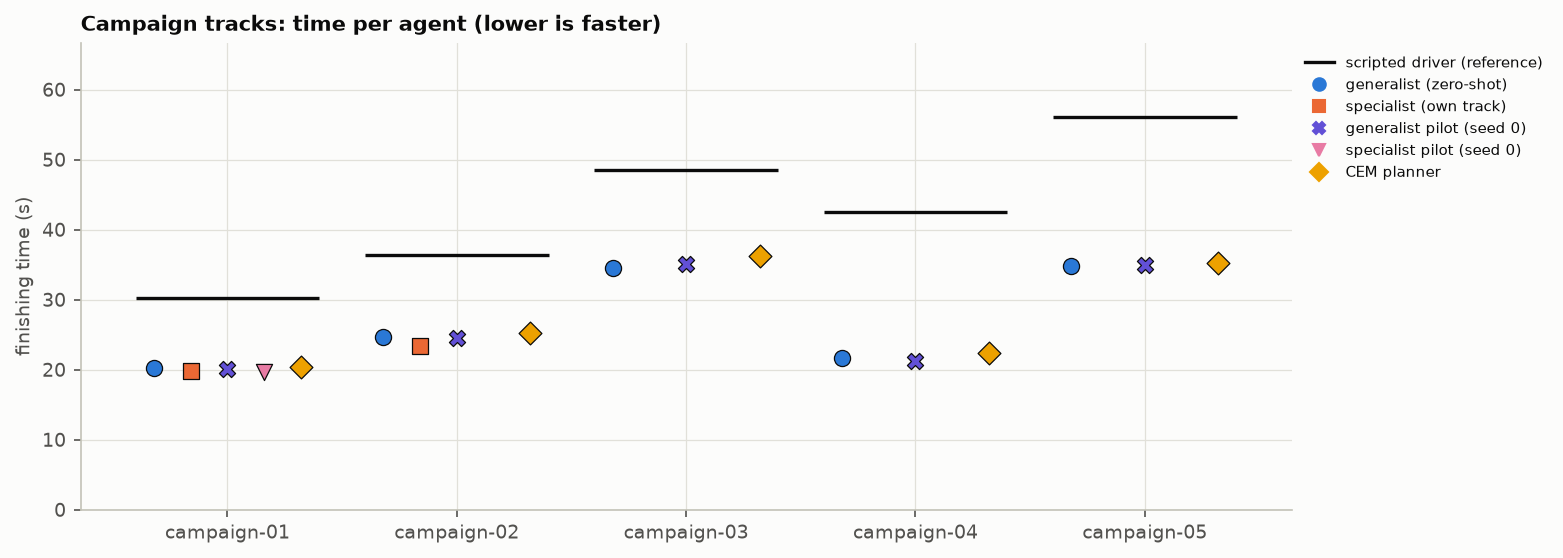 Campaign tracks: time per agent (lower is faster)
finishing time (s)
60
50
40
30
20
10
0
campaign-01
campaign-02
campaign-03
campaign-04
campaign-05
scripted driver (reference)
generalist (zero-shot)
specialist (own track)
generalist pilot (seed 0)
specialist pilot (seed 0)
CEM planner